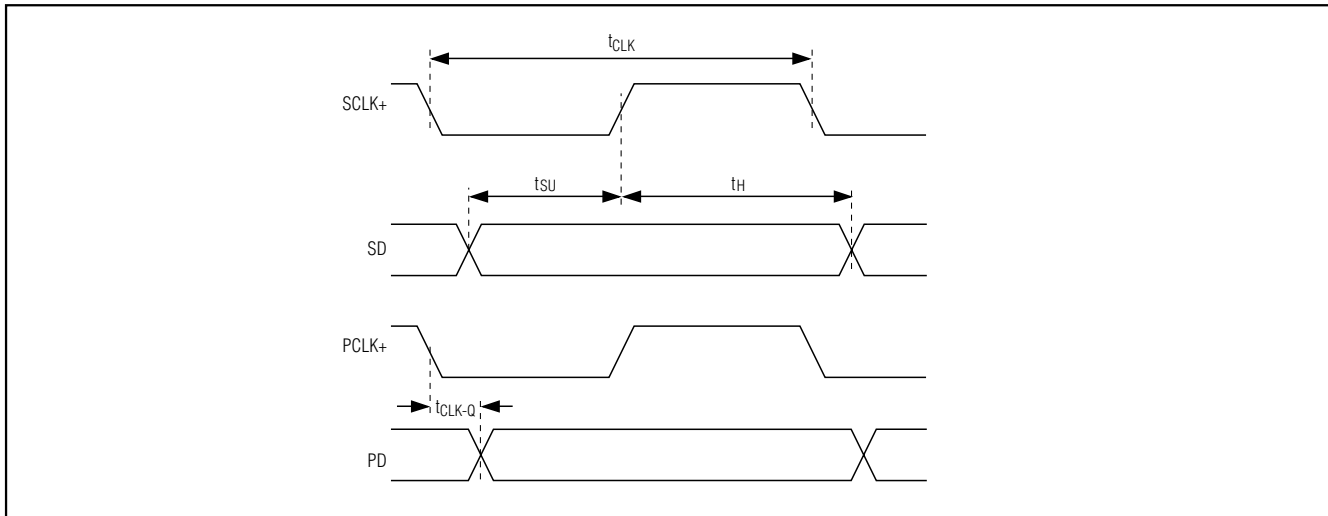 tCLK
SCLK+
tSU
tH
SD
PCLK+
tCLK-Q
PD